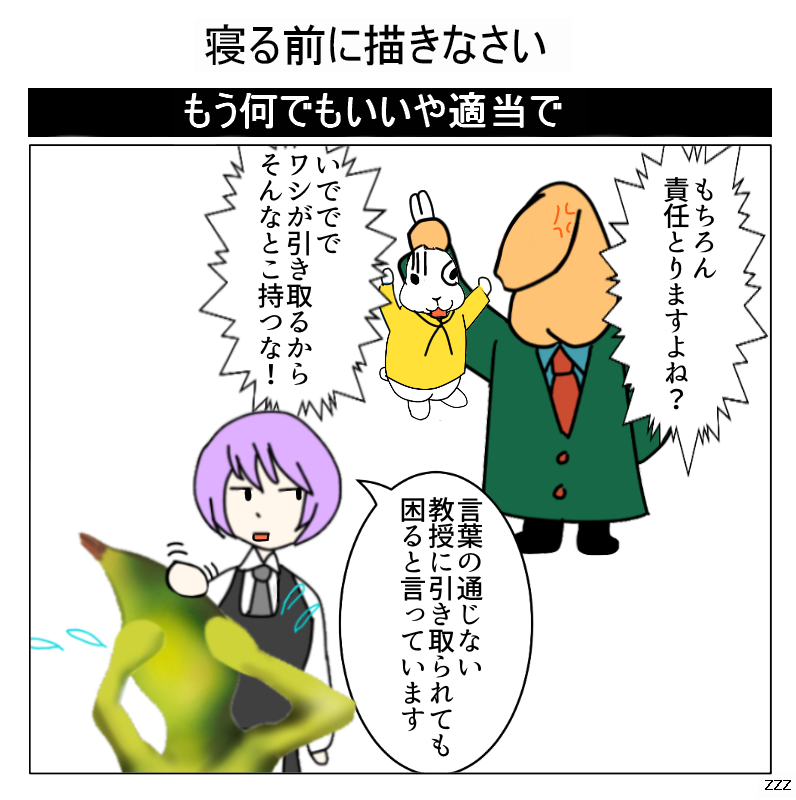 寝る前に描きなさい
もう何でもいいや適当で
もちろん
責任とりますよね？
ル
いでででで
ワシが引き取るから
そんなとこ持つな！
言葉の通じない
教授に引き取られても
困ると言っています
zzz